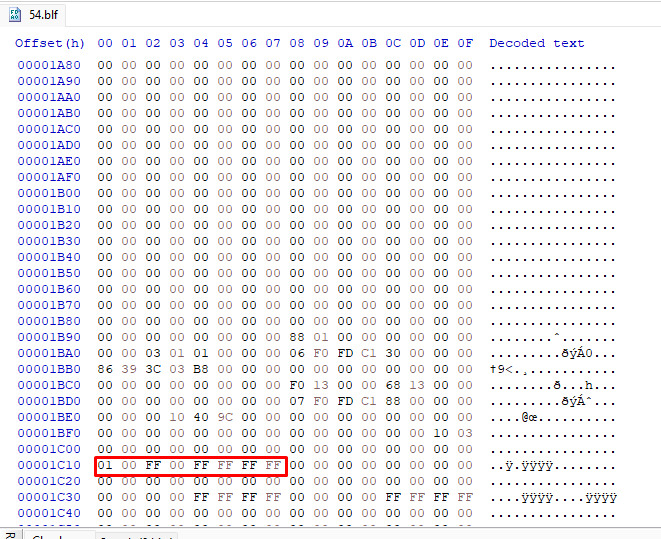 54.blf
Offset(h) 00 01 02 03 04 05 06 07 08 09 0A 0B 0C 0D 0E 0F Decoded text
00001A80 00 00 00 00 00 00 00 00 00 00 00 00 00 00 00 00 ................
00001A90 00 00 00 00 00 00 00 00 00 00 00 00 00 00 00 00 ................
00001AA0 00 00 00 00 00 00 00 00 00 00 00 00 00 00 00 00 ................
00001AB0 00 00 00 00 00 00 00 00 00 00 00 00 00 00 00 00 ................
00001AC0 00 00 00 00 00 00 00 00 00 00 00 00 00 00 00 00 ................
00001AD0 00 00 00 00 00 00 00 00 00 00 00 00 00 00 00 00 ................
00001AE0 00 00 00 00 00 00 00 00 00 00 00 00 00 00 00 00 ................
00001AF0 00 00 00 00 00 00 00 00 00 00 00 00 00 00 00 00 ................
00001B00 00 00 00 00 00 00 00 00 00 00 00 00 00 00 00 00 ................
00001B10 00 00 00 00 00 00 00 00 00 00 00 00 00 00 00 00 ................
00001B20 00 00 00 00 00 00 00 00 00 00 00 00 00 00 00 00 ................
00001B30 00 00 00 00 00 00 00 00 00 00 00 00 00 00 00 00 ................
00001B40 00 00 00 00 00 00 00 00 00 00 00 00 00 00 00 00 ................
00001B50 00 00 00 00 00 00 00 00 00 00 00 00 00 00 00 00 ................
00001B60 00 00 00 00 00 00 00 00 00 00 00 00 00 00 00 00 ................
00001B70 00 00 00 00 00 00 00 00 00 00 00 00 00 00 00 00 ................
00001B80 00 00 00 00 00 00 00 00 00 00 00 00 00 00 00 00 ................
00001B90 00 00 00 00 00 00 00 00 88 01 00 00 00 00 00 00 ........ˆ.......
00001BA0 00 00 03 01 01 00 00 00 06 F0 FD C1 30 00 00 00 .........ðýÁ0...
00001BB0 86 39 3C 03 B8 00 00 00 00 00 00 00 00 00 00 00 †9<.¸...........
00001BC0 00 00 00 00 00 00 00 00 F0 13 00 00 68 13 00 00 ........ð...h...
00001BD0 00 00 00 00 00 00 00 00 07 F0 FD C1 88 00 00 00 .........ðýÁˆ...
00001BE0 00 00 00 10 40 9C 00 00 00 00 00 00 00 00 00 00 ....@œ..........
00001BF0 00 00 00 00 00 00 00 00 00 00 00 00 00 00 10 03 ................
00001C00 00 00 00 00 00 00 00 00 00 00 00 00 00 00 00 00 ................
00001C10 01 00 FF 00 FF FF FF FF 00 00 00 00 00 00 00 00 ..ÿ.ÿÿÿÿ........
00001C20 00 00 00 00 00 00 00 00 00 00 00 00 00 00 00 00 ................
00001C30 00 00 00 00 FF FF FF FF 00 00 00 00 FF FF FF FF ....ÿÿÿÿ....ÿÿÿÿ
00001C40 00 00 00 00 00 00 00 00 00 00 00 00 00 00 00 00 ................